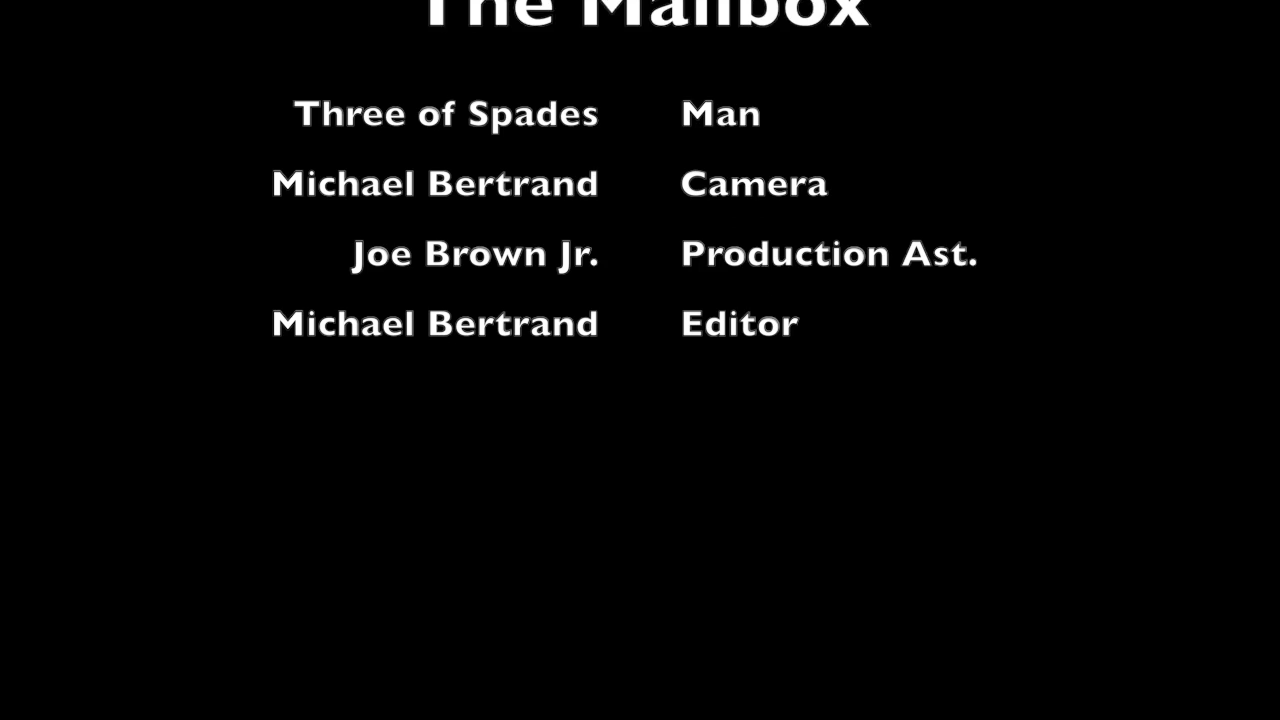 The Mailbox
Three of Spades Man
Michael Bertrand Camera
Joe Brown Jr. Production Ast.
Michael Bertrand Editor